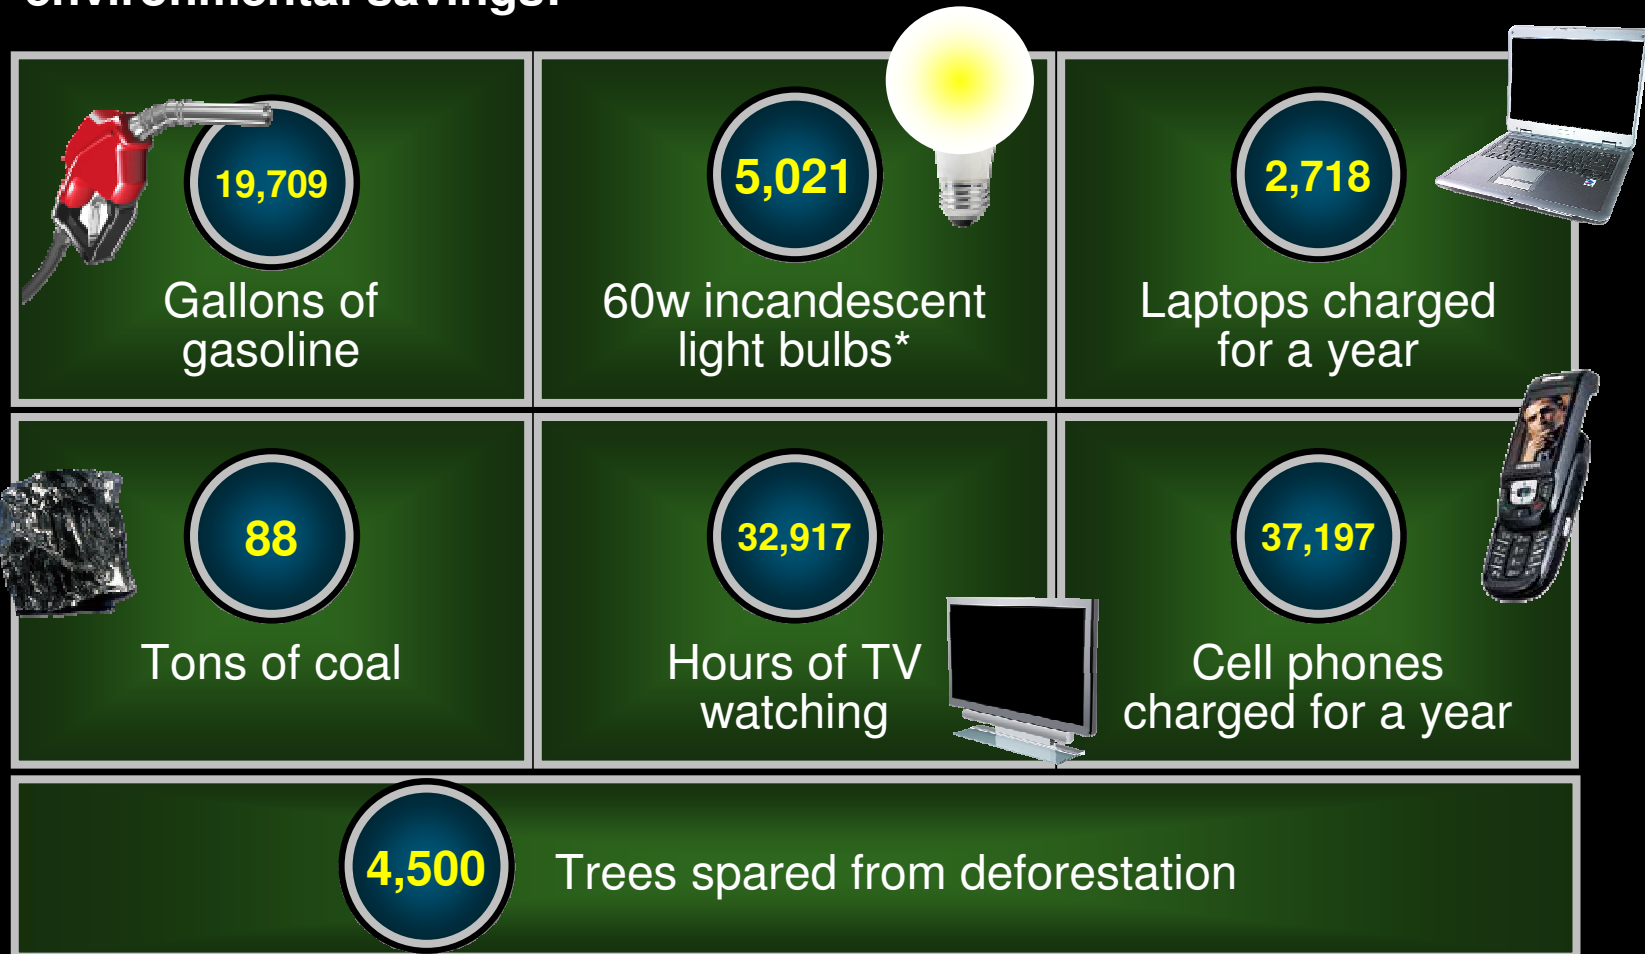 environmental savings:
19,709
Gallons of
gasoline
5,021
60w incandescent
light bulbs*
2,718
Laptops charged
for a year
88
Tons of coal
32,917
Hours of TV
watching
37,197
Cell phones
charged for a year
4,500
Trees spared from deforestation